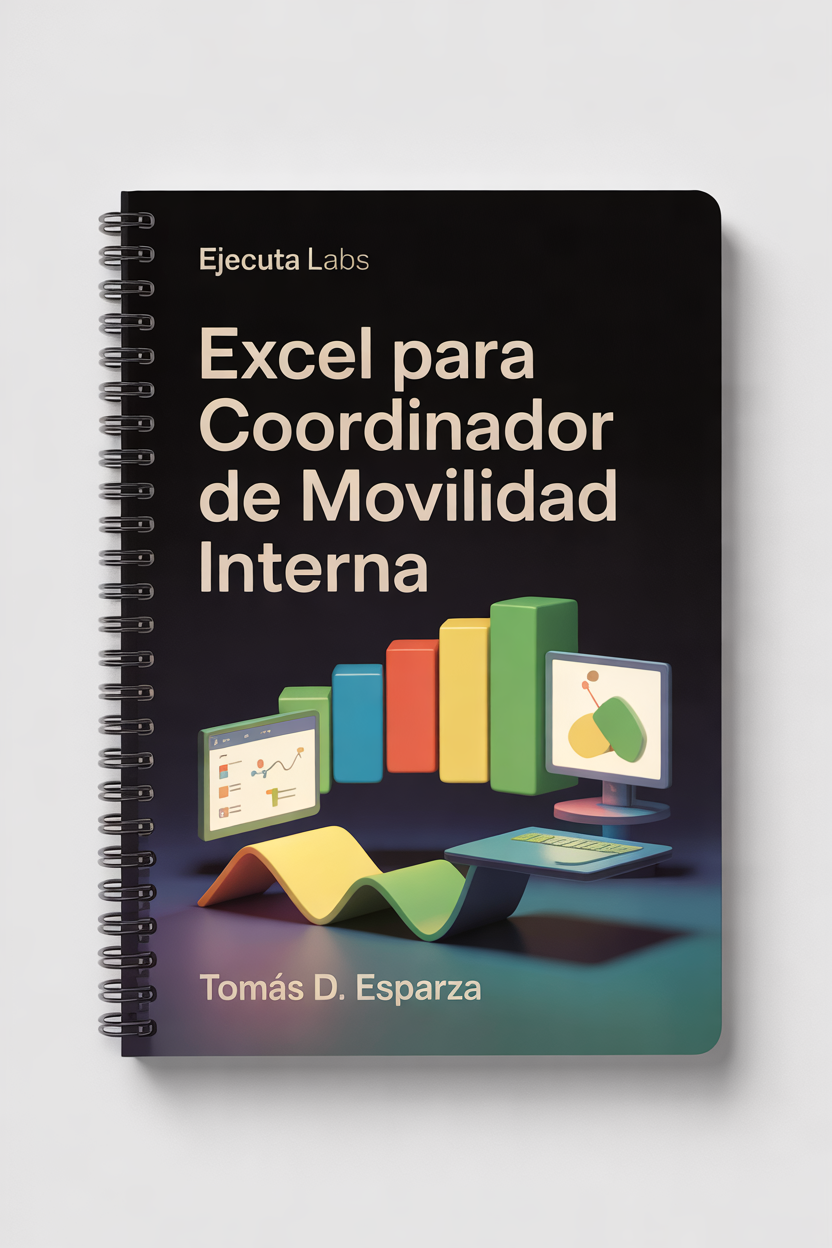 Ejecuta Labs
Excel para
Coordinador
de Movilidad
Interna
Tomás D. Esparza